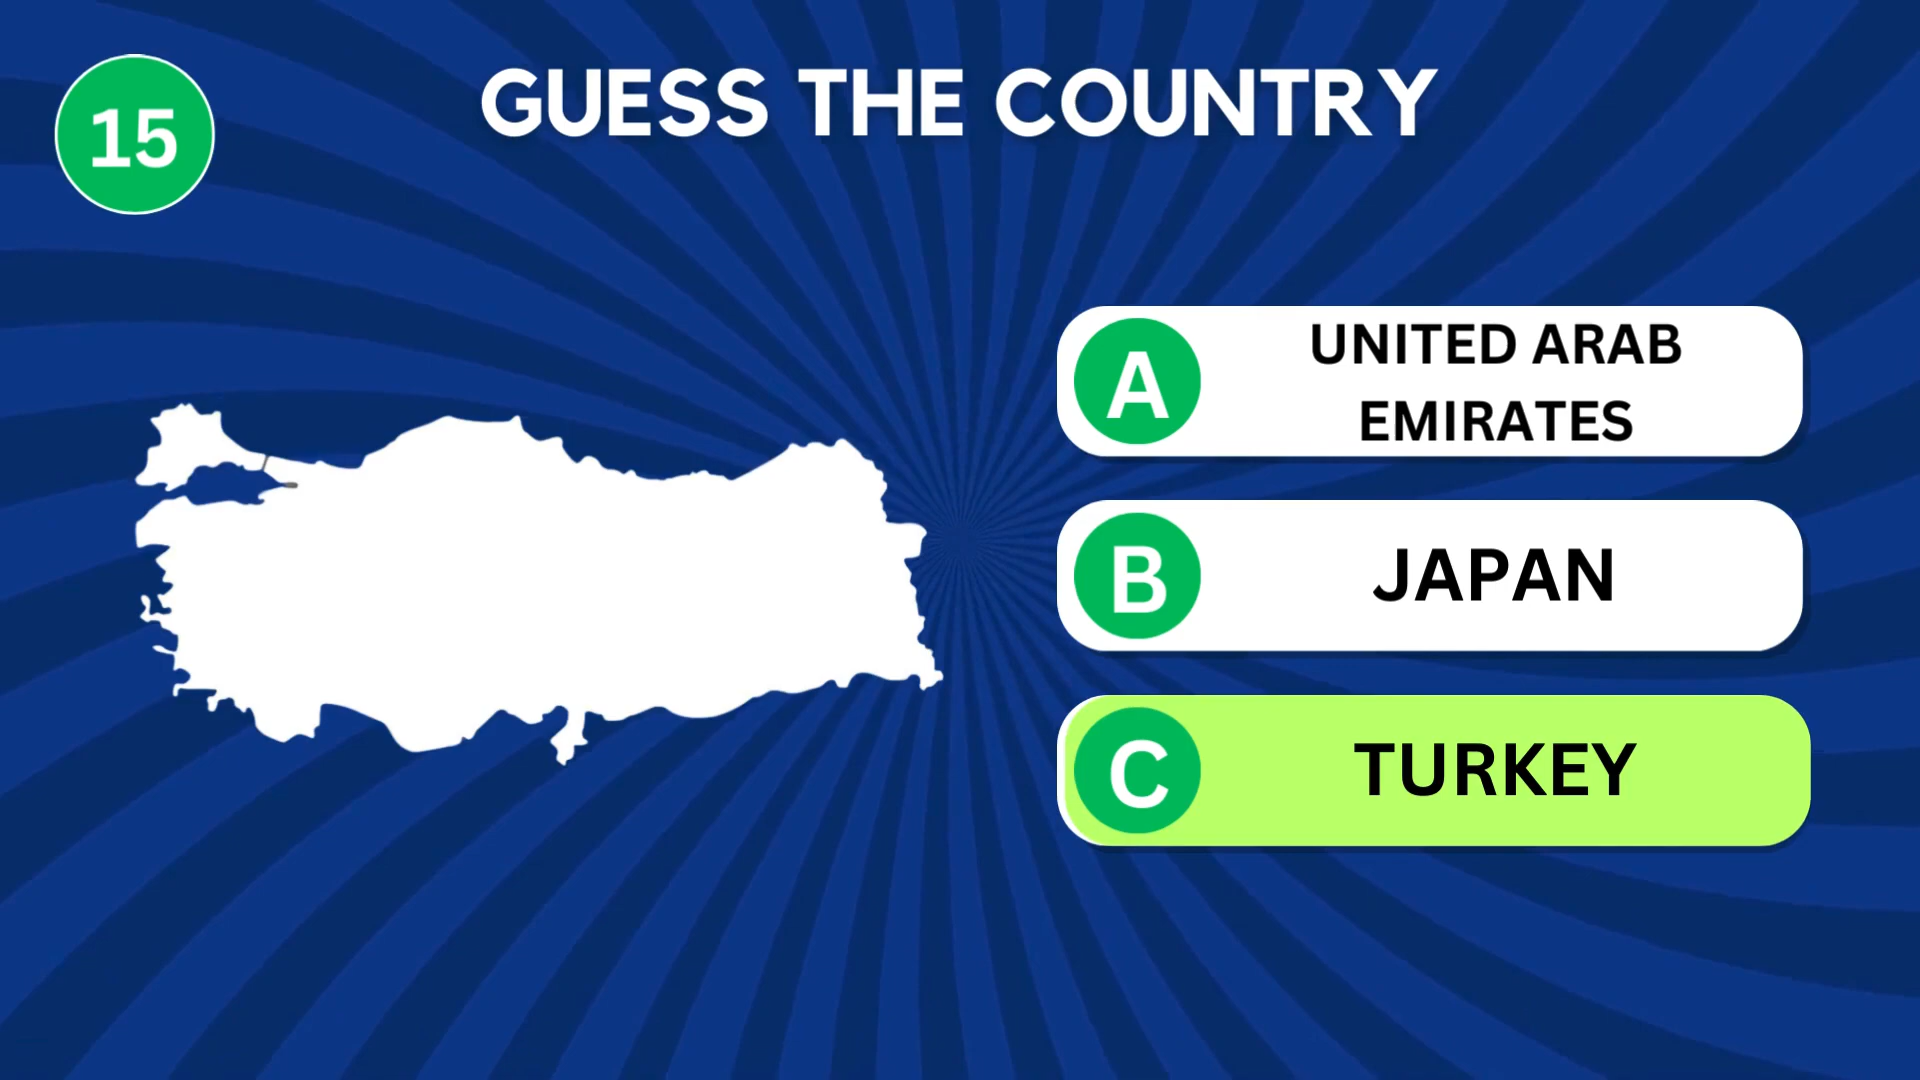 15
GUESS THE COUNTRY
A
UNITED ARAB
EMIRATES
B
JAPAN
C
TURKEY